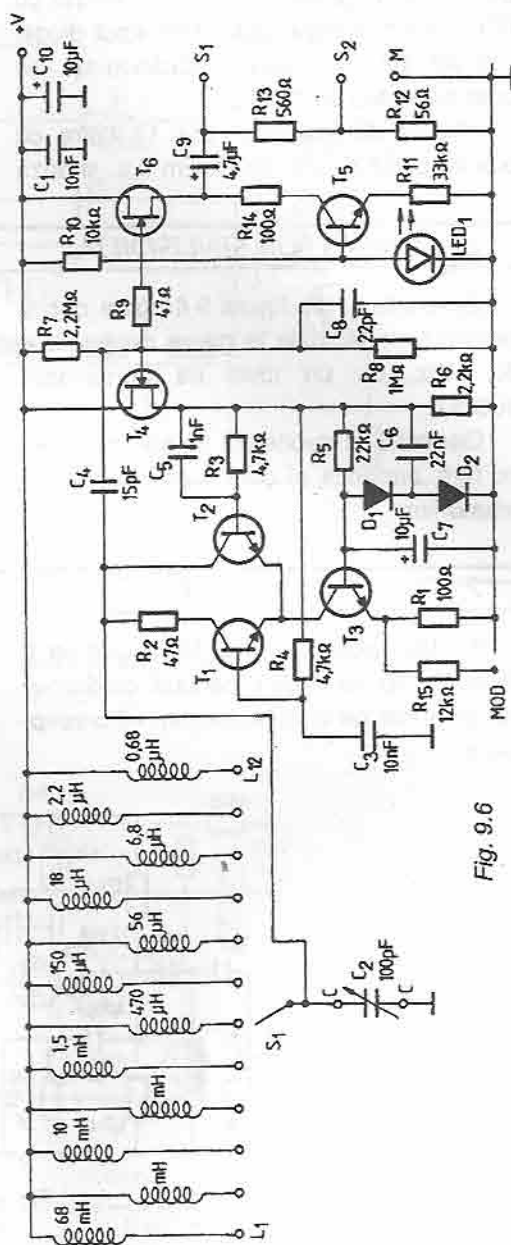 +V
C10
10µF
C1
10nF
R10
10kΩ
T6
C9
47µF
S1
R13
560Ω
S2
R14
100Ω
T5
R12
56Ω
M
R11
33kΩ
LED1
R7
2,2MΩ
R9
47Ω
T4
C8
22pF
R8
1MΩ
R6
2,2kΩ
C4
15pF
C5
1nF
R3
4,7kΩ
R5
22kΩ
C6
22nF
D1
D2
10µF
C7
T2
R2
47Ω
T1
T3
R4
4,7kΩ
R1
100Ω
R15
12kΩ
MOD
C3
10nF
68
mH
L1
mH
10
mH
mH
1,5
mH
470
µH
150
µH
56
µH
18
µH
6,8
µH
2,2
µH
0,68
µH
L12
S1
C
C2
100pF
C
Fig. 9.6